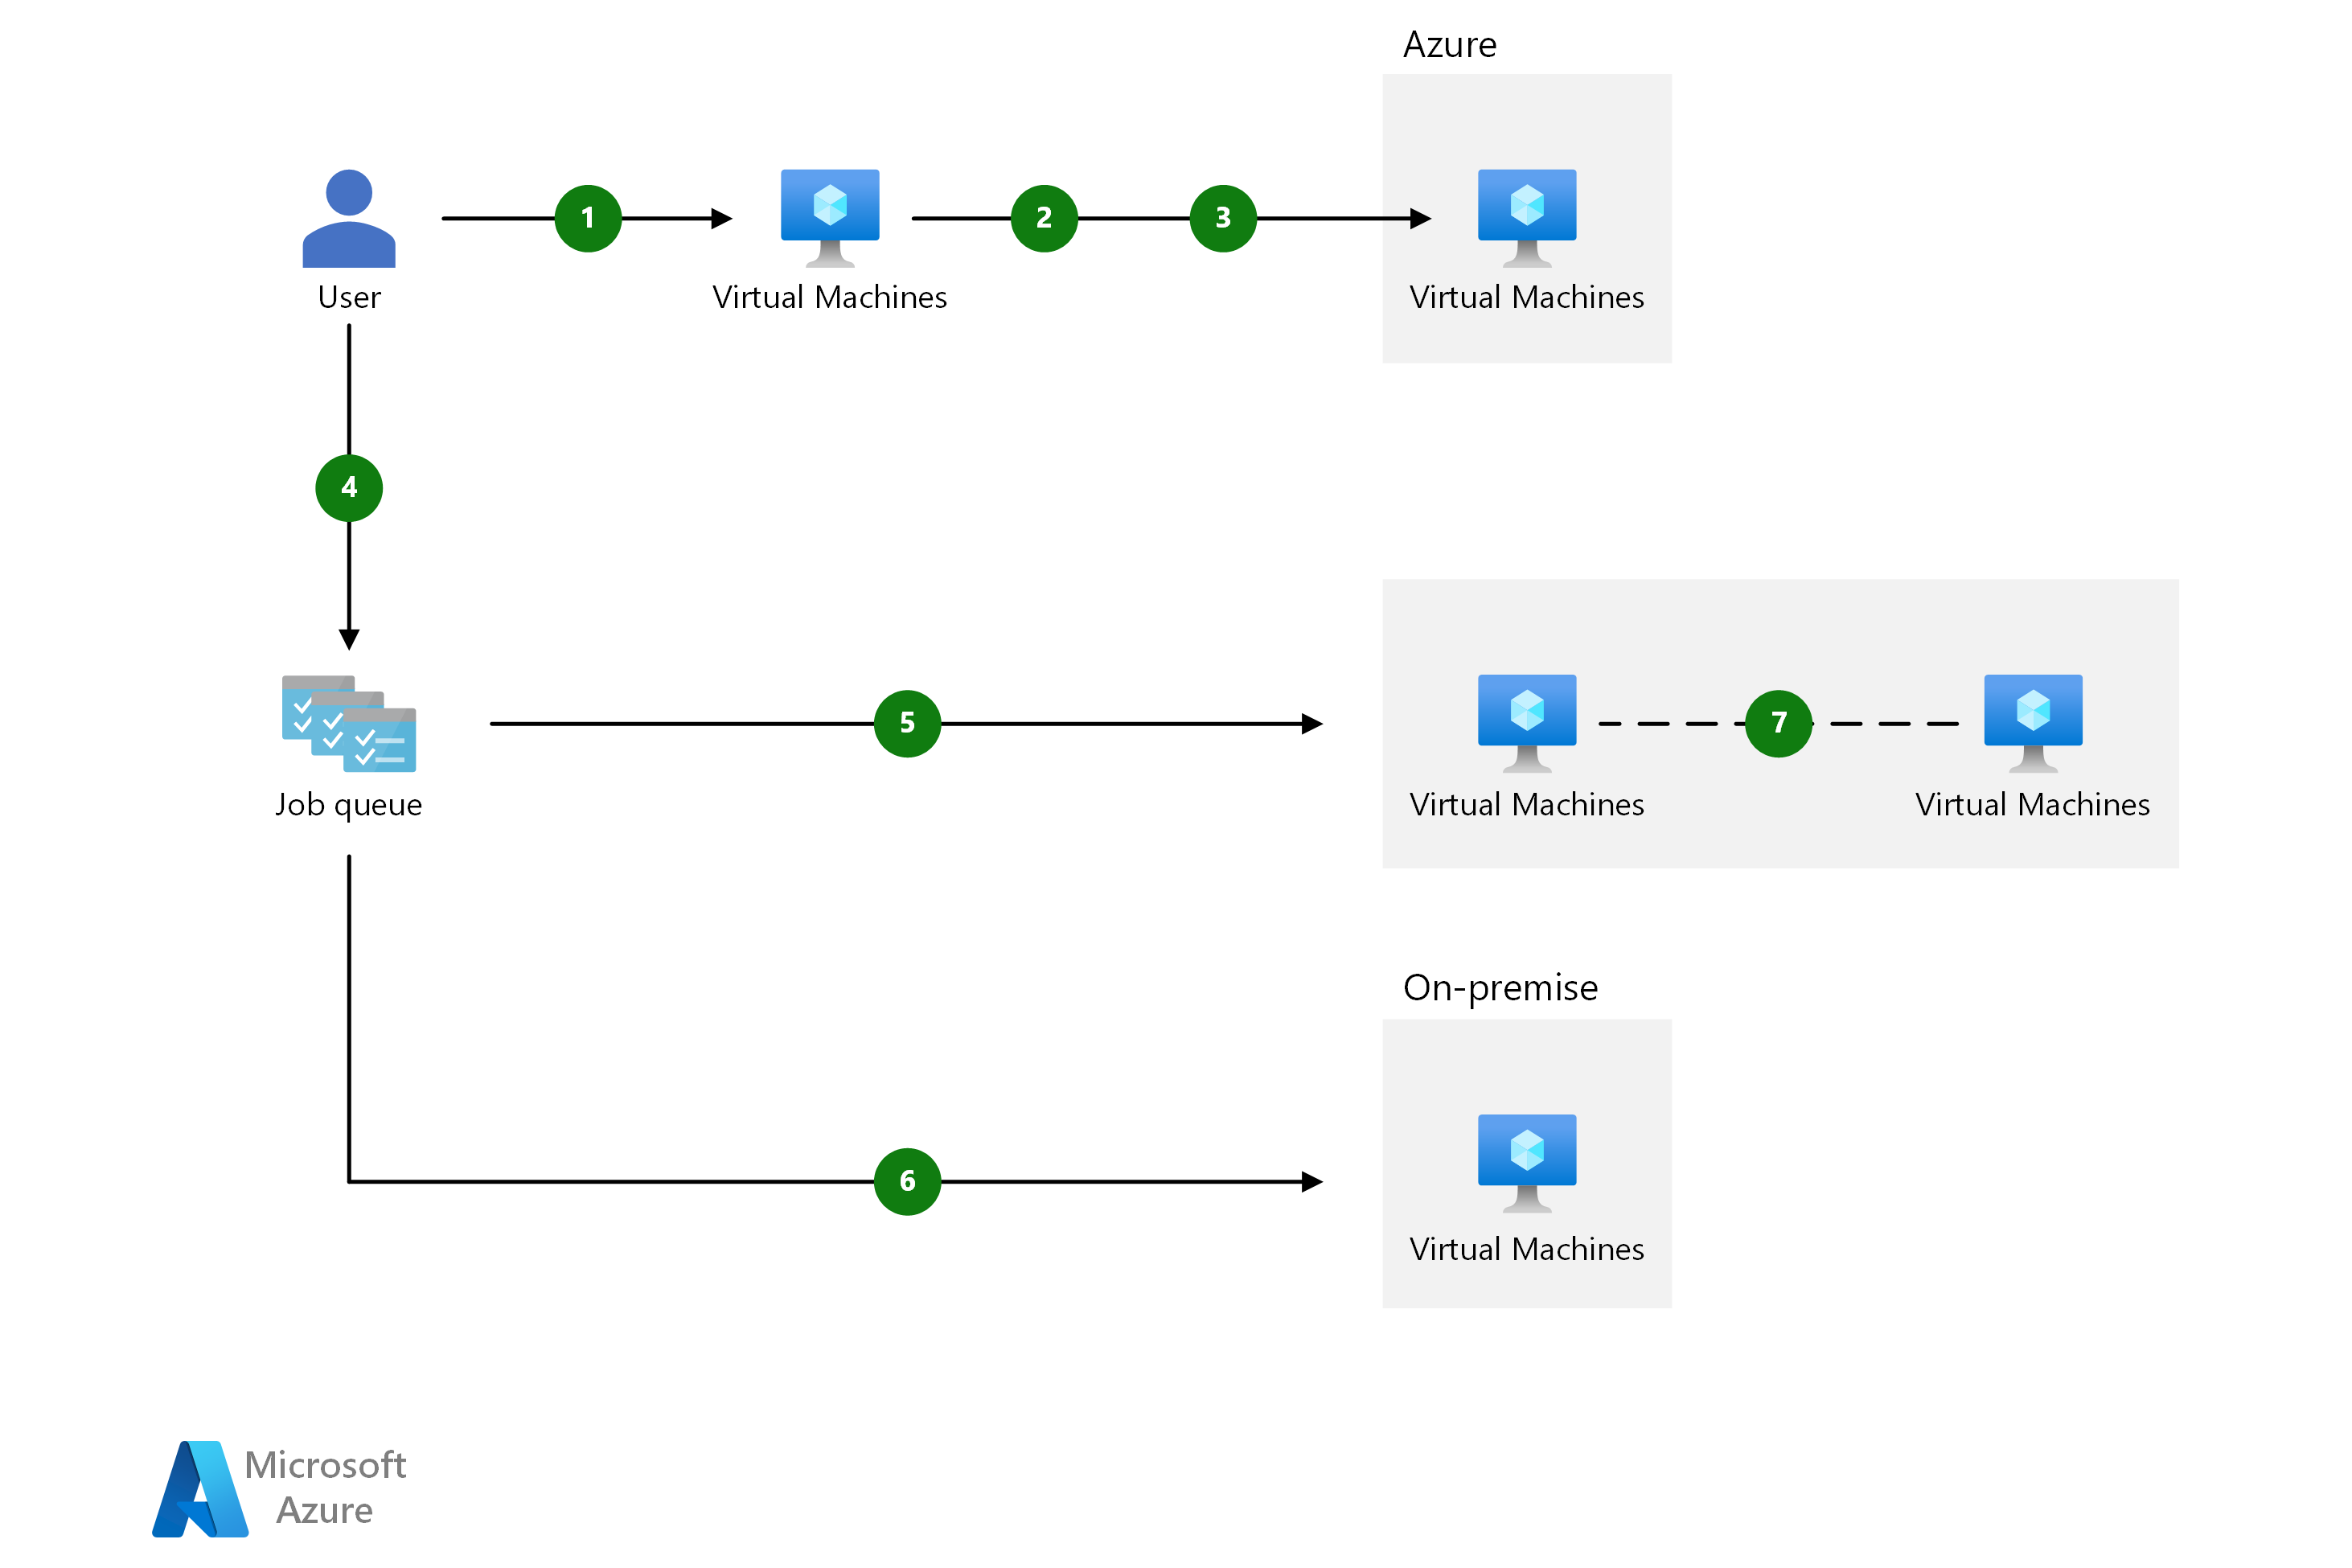 Azure
1
2
3
User
Virtual Machines
Virtual Machines
4
5
7
Job queue
Virtual Machines
Virtual Machines
On-premise
6
Virtual Machines
Microsoft
Azure